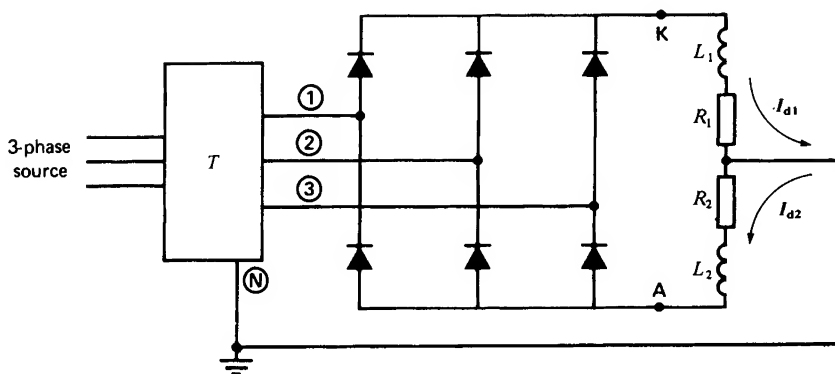 K
L1
①
Id1
R1
3-phase
source
T
②
③
R2
Id2
L2
N
A